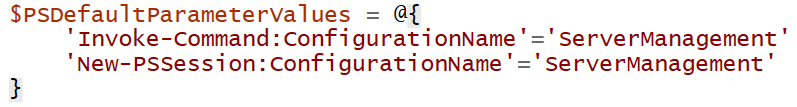 $PSDefaultParameterValues = @{
    'Invoke-Command:ConfigurationName'='ServerManagement'
    'New-PSSession:ConfigurationName'='ServerManagement'
}